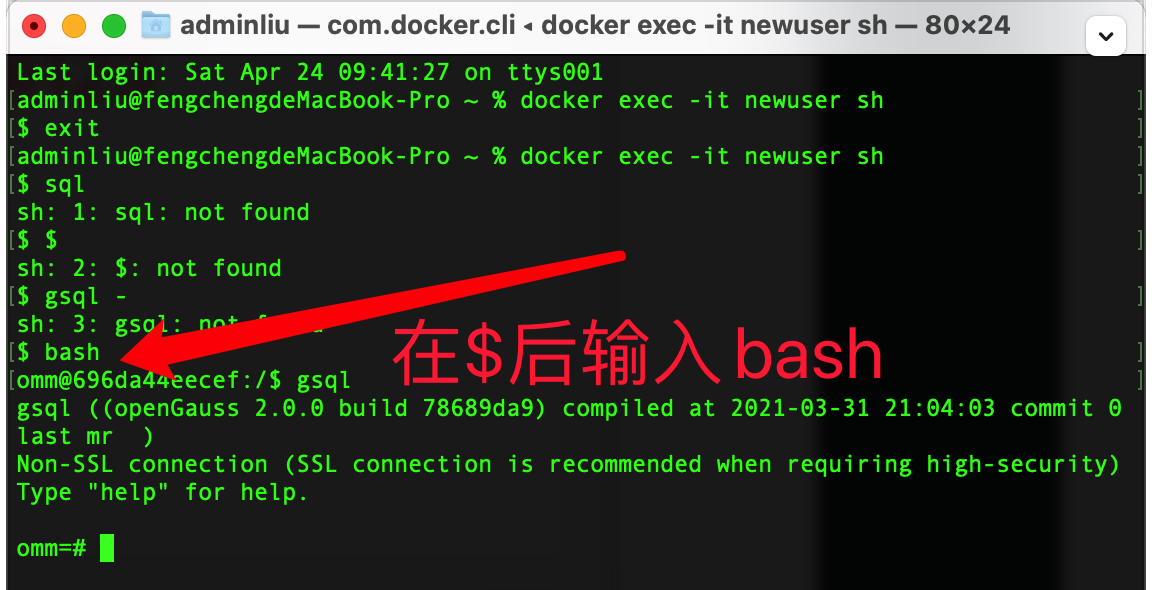 adminliu — com.docker.cli ◂ docker exec -it newuser sh — 80×24
Last login: Sat Apr 24 09:41:27 on ttys001
[adminliu@fengchengdeMacBook-Pro ~ % docker exec -it newuser sh ]
[$ exit ]
[adminliu@fengchengdeMacBook-Pro ~ % docker exec -it newuser sh ]
[$ sql ]
sh: 1: sql: not found
[$ $ ]
sh: 2: $: not found
[$ gsql - ]
sh: 3: gsql: not found
[$ bash ]
在$后输入bash
[omm@696da44eecef:/$ gsql ]
gsql ((openGauss 2.0.0 build 78689da9) compiled at 2021-03-31 21:04:03 commit 0
last mr  )
Non-SSL connection (SSL connection is recommended when requiring high-security)
Type "help" for help.
omm=#